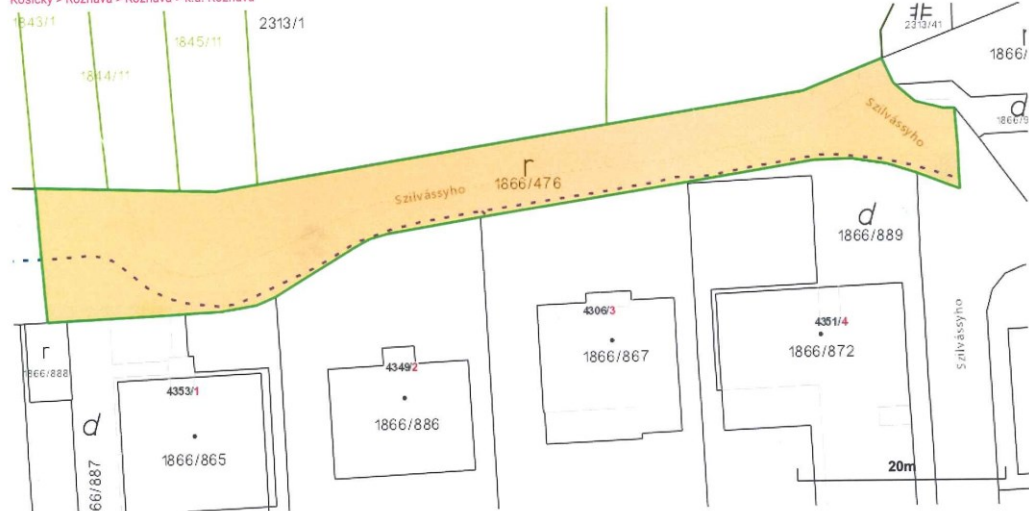 Košický > Rožňava > Rožňava > k.ú. Rožňava
1843/1
2313/1
2313/41
1845/11
1844/11
1866/
d
Szilvássyho
r
1866/476
Szilvássyho
d
1866/889
4306/3
4351/4
r
1866/888
1866/867
1866/872
Szilvássyho
4349/2
4353/1
1866/886
d
1866/865
66/887
20m